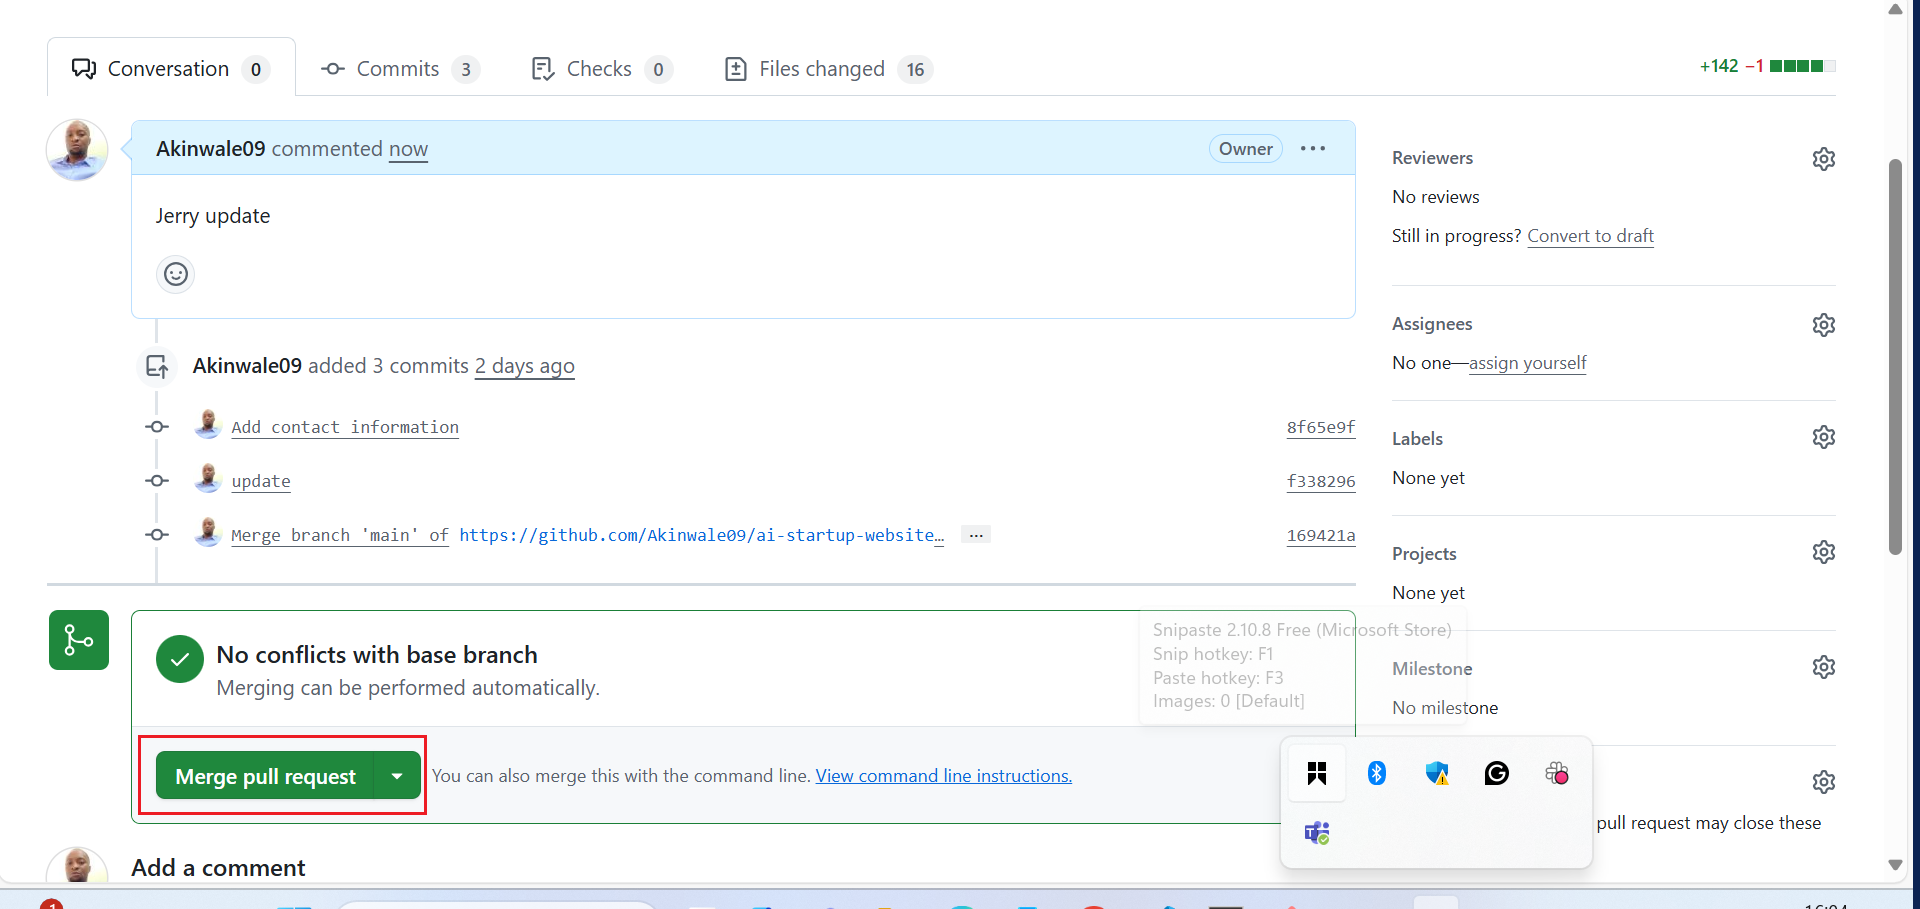 Conversation 0
Commits 3
Checks 0
Files changed 16
+142 −1
Akinwale09 commented now
Owner
Jerry update
Akinwale09 added 3 commits 2 days ago
Add contact information
8f65e9f
update
f338296
Merge branch 'main' of https://github.com/Akinwale09/ai-startup-website…
...
169421a
No conflicts with base branch
Merging can be performed automatically.
Merge pull request
You can also merge this with the command line. View command line instructions.
Add a comment
Reviewers
No reviews
Still in progress? Convert to draft
Assignees
No one—assign yourself
Labels
None yet
Projects
None yet
Snipaste 2.10.8 Free (Microsoft Store)
Snip hotkey: F1
Paste hotkey: F3
Images: 0 [Default]
Milestone
No milestone
pull request may close these